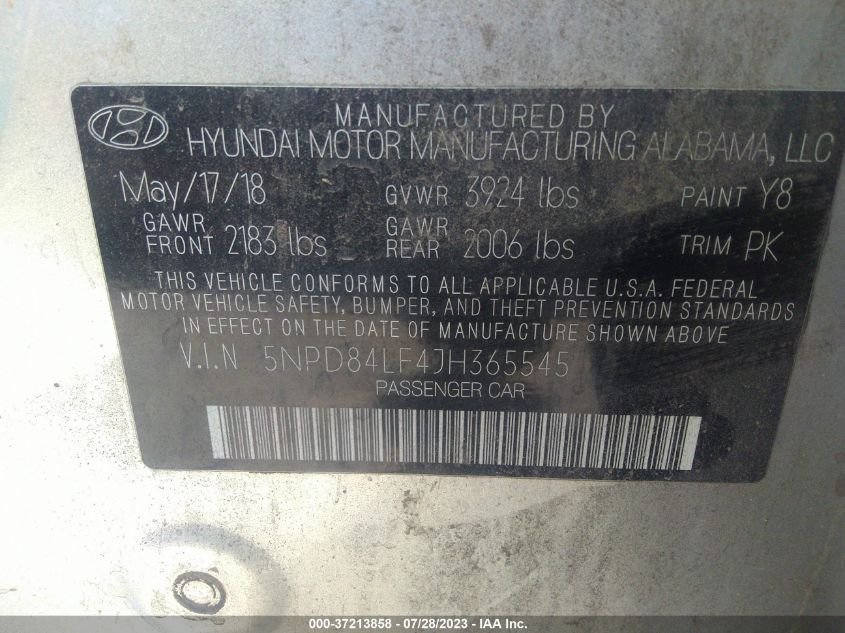 MANUFACTURED BY
HYUNDAI MOTOR MANUFACTURING ALABAMA, LLC
May/17/18 GVWR 3924 lbs PAINT Y8
GAWR FRONT 2183 lbs GAWR REAR 2006 lbs TRIM PK
THIS VEHICLE CONFORMS TO ALL APPLICABLE U.S.A. FEDERAL
MOTOR VEHICLE SAFETY, BUMPER, AND THEFT PREVENTION STANDARDS
IN EFFECT ON THE DATE OF MANUFACTURE SHOWN ABOVE
V.I.N 5NPD84LF4JH365545
PASSENGER CAR
000-37213858 - 07/28/2023 - IAA Inc.